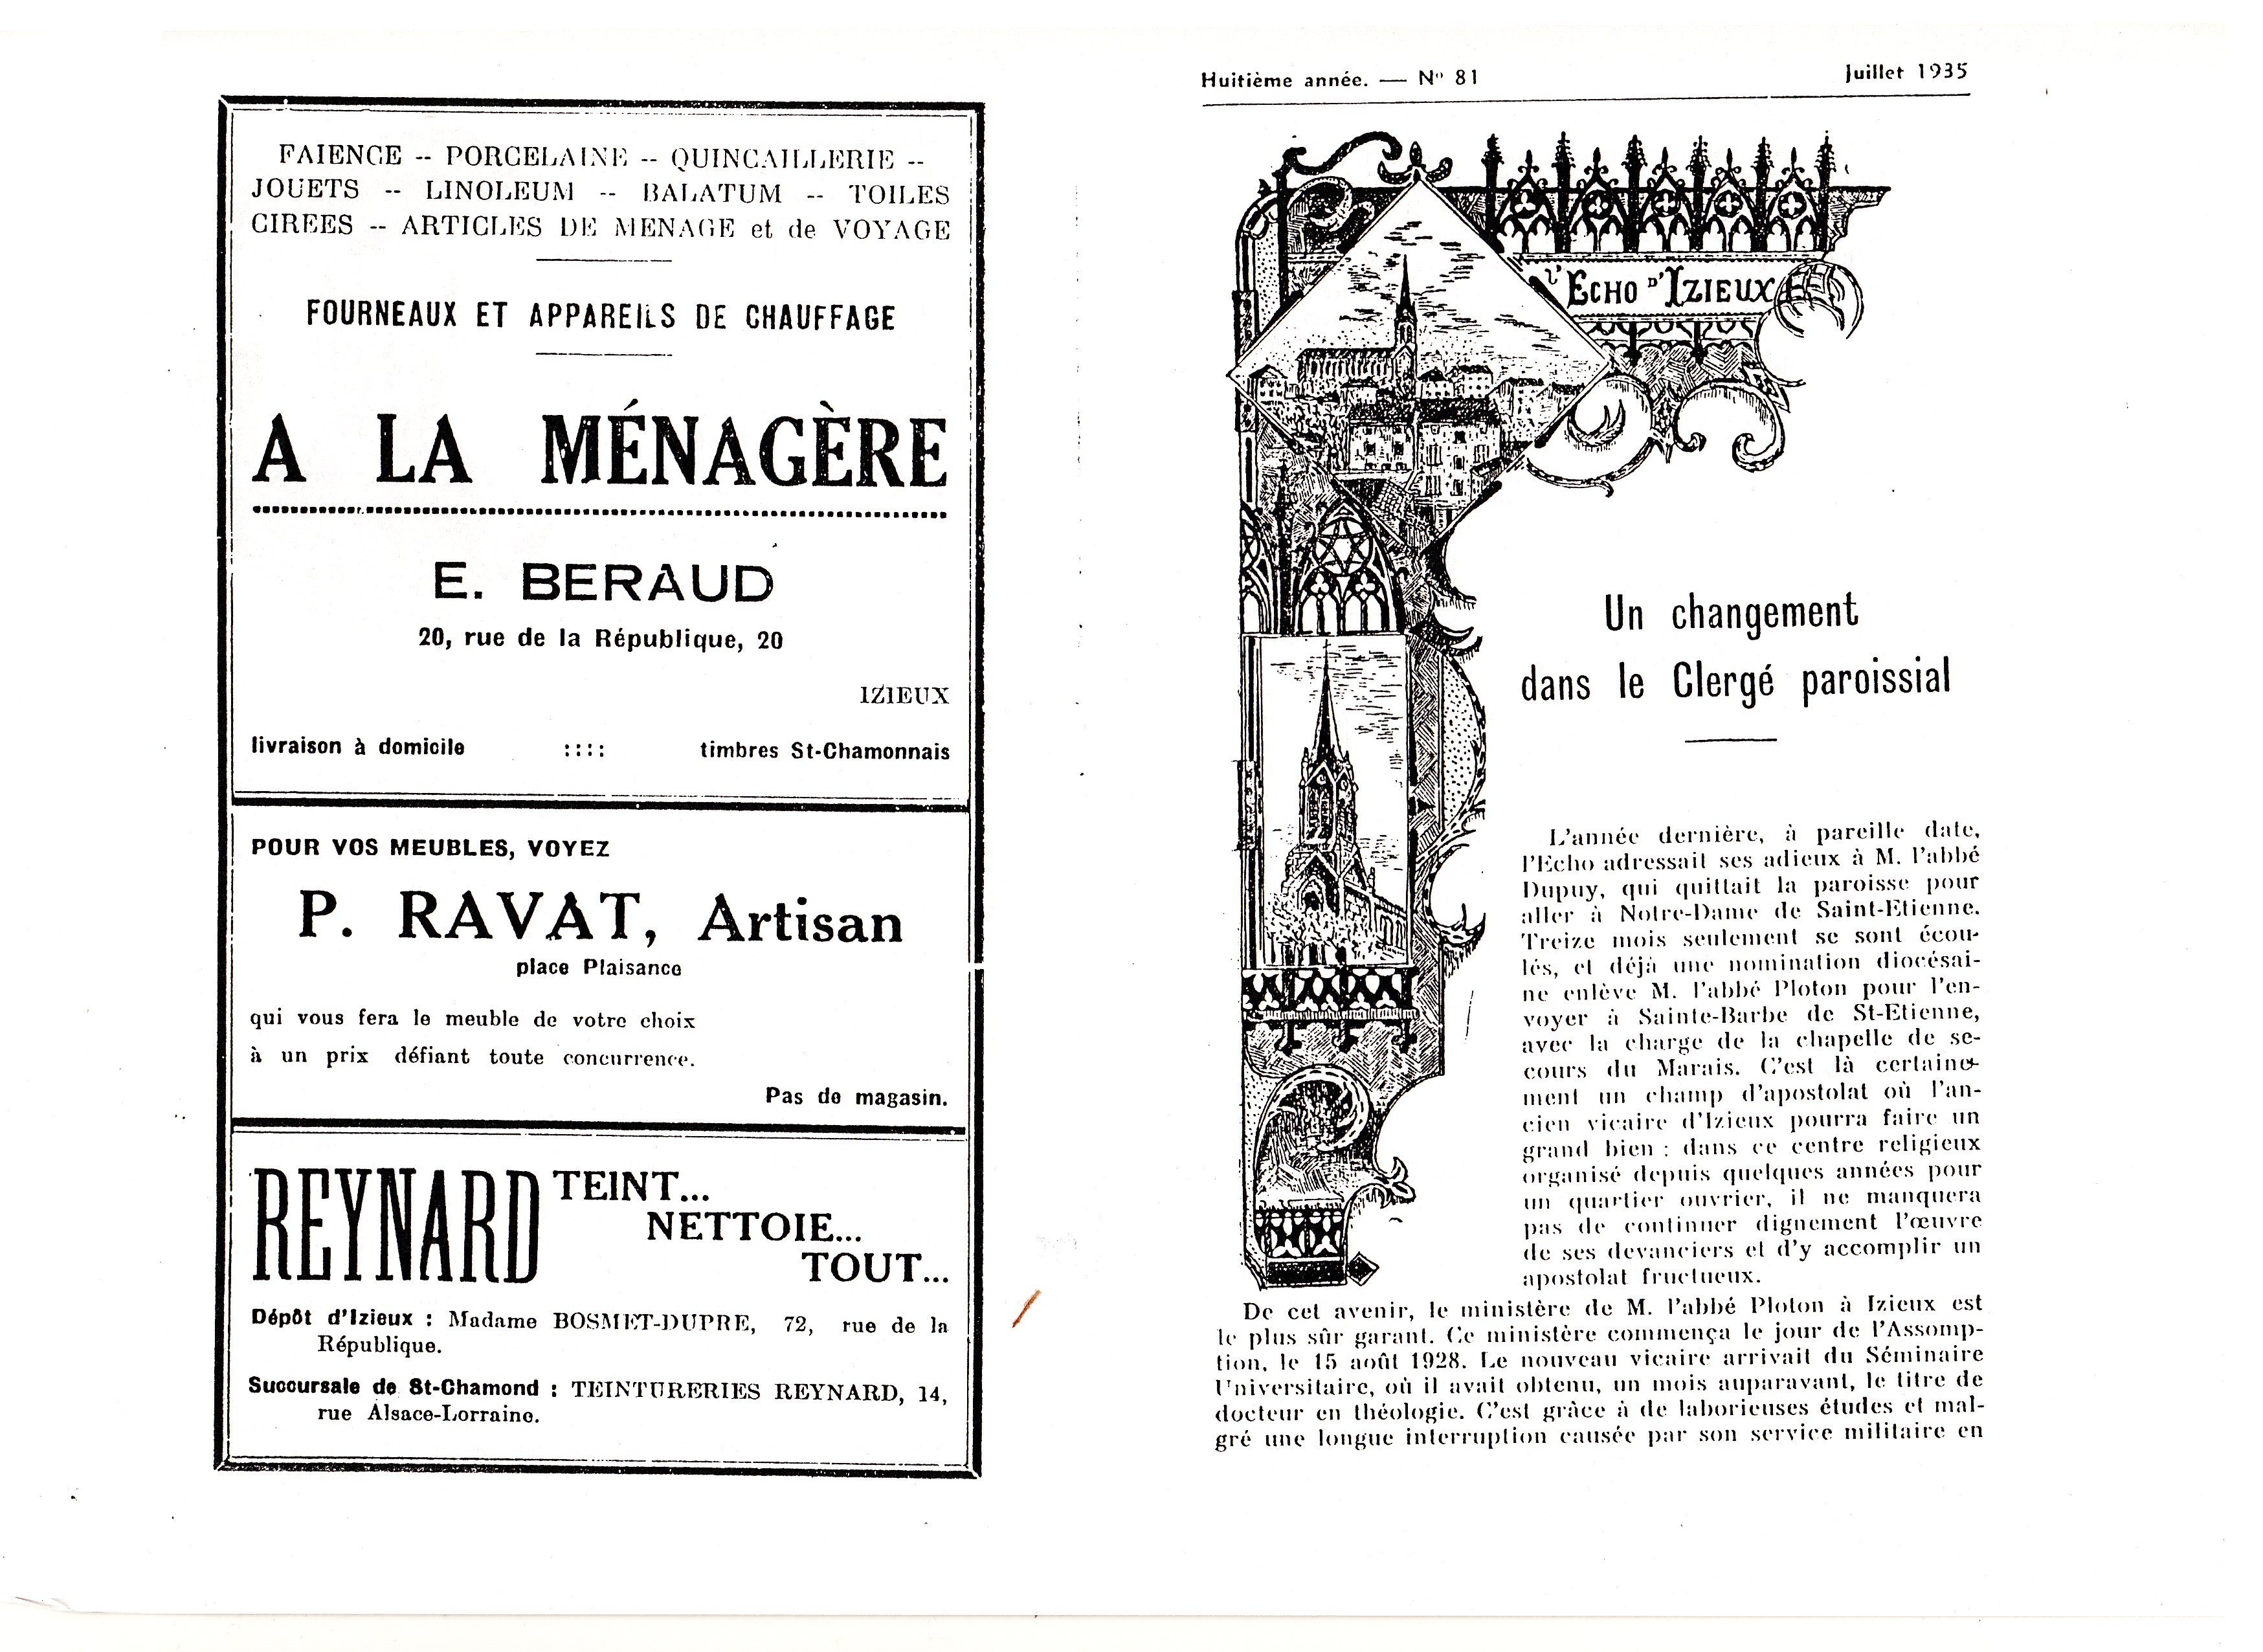 FAIENCE -- PORCELAINE -- QUINCAILLERIE --
JOUETS -- LINOLEUM -- BALATUM -- TOILES
CIREES -- ARTICLES DE MENAGE et de VOYAGE
FOURNEAUX ET APPAREILS DE CHAUFFAGE
A LA MÉNAGÈRE
E. BERAUD
20, rue de la République, 20
IZIEUX
livraison à domicile :::: timbres St-Chamonnais
POUR VOS MEUBLES, VOYEZ
P. RAVAT, Artisan
place Plaisance
qui vous fera le meuble de votre choix
à un prix défiant toute concurrence.
Pas de magasin.
REYNARD TEINT...
NETTOIE...
TOUT...
Dépôt d'Izieux : Madame BOSMET-DUPRE, 72, rue de la
République.
Succursale de St-Chamond : TEINTURERIES REYNARD, 14,
rue Alsace-Lorraine.
Huitième année. — N° 81 Juillet 1935
L'ECHO D'IZIEUX
Un changement
dans le Clergé paroissial
L'année dernière, à pareille date,
l'Echo adressait ses adieux à M. l'abbé
Dupuy, qui quittait la paroisse pour
aller à Notre-Dame de Saint-Etienne.
Treize mois seulement se sont écou-
lés, et déjà une nomination diocésai-
ne enlève M. l'abbé Ploton pour l'en-
voyer à Sainte-Barbe de St-Etienne,
avec la charge de la chapelle de se-
cours du Marais. C'est là certaine-
ment un champ d'apostolat où l'an-
cien vicaire d'Izieux pourra faire un
grand bien : dans ce centre religieux
organisé depuis quelques années pour
un quartier ouvrier, il ne manquera
pas de continuer dignement l'œuvre
de ses devanciers et d'y accomplir un
apostolat fructueux.
De cet avenir, le ministère de M. l'abbé Ploton à Izieux est
le plus sûr garant. Ce ministère commença le jour de l'Assomp-
tion, le 15 août 1928. Le nouveau vicaire arrivait du Séminaire
Universitaire, où il avait obtenu, un mois auparavant, le titre de
docteur en théologie. C'est grâce à de laborieuses études et mal-
gré une longue interruption causée par son service militaire en